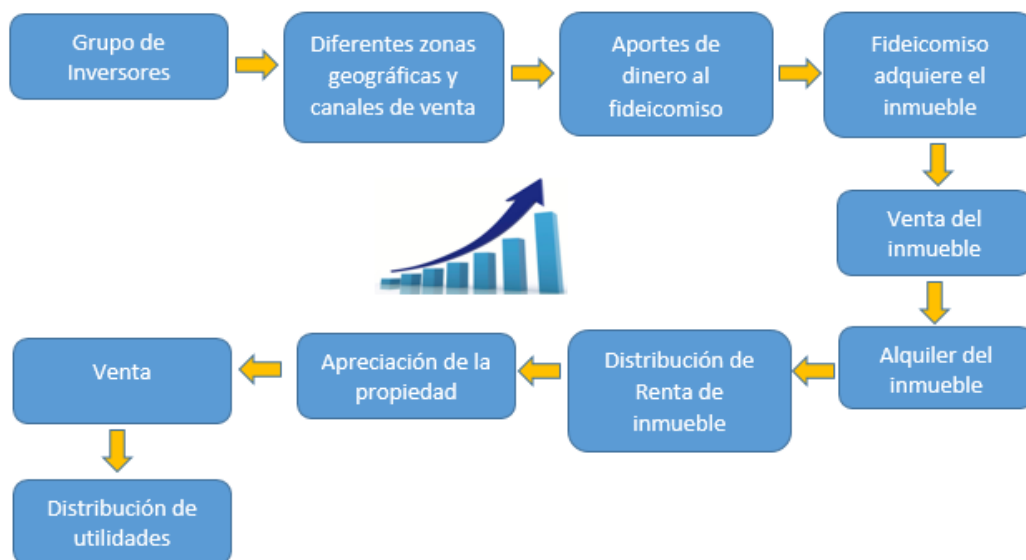 Grupo de
Inversores
Diferentes zonas
geográficas y
canales de venta
Aportes de
dinero al
fideicomiso
Fideicomiso
adquiere el
inmueble
Venta del
inmueble
Alquiler del
inmueble
Distribución de
Renta de
inmueble
Apreciación de la
propiedad
Venta
Distribución de
utilidades